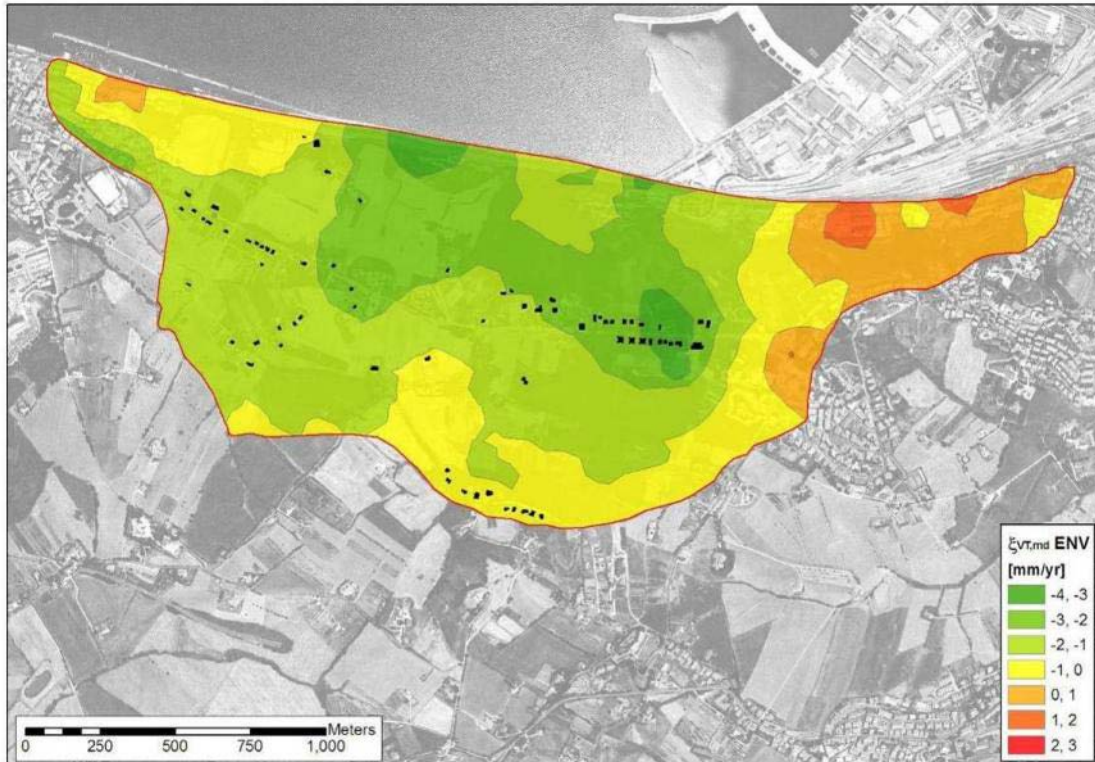 ξVT,md ENV
[mm/yr]
-4, -3
-3, -2
-2, -1
-1, 0
0, 1
1, 2
2, 3
Meters
0 250 500 750 1,000